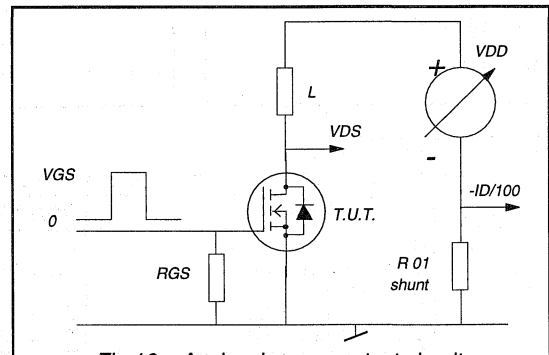 VDD
+
L
VDS
-
VGS
-ID/100
0
T.U.T.
RGS
R 01
shunt